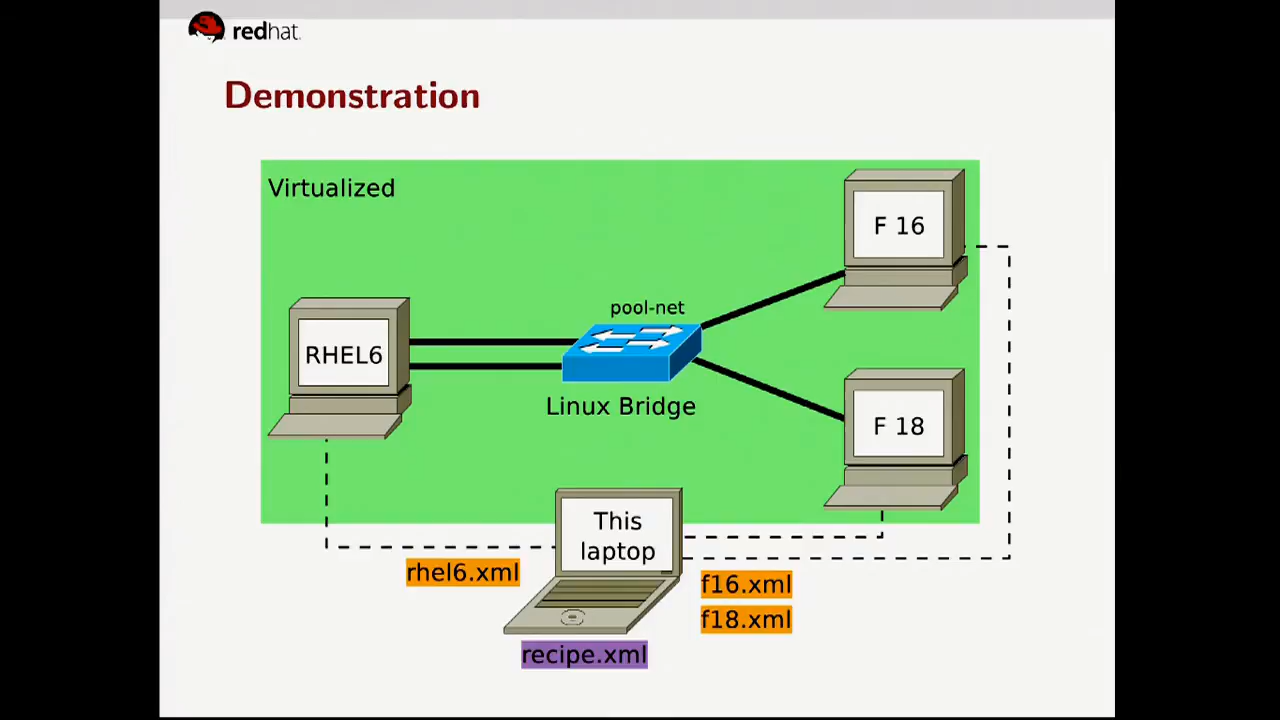 redhat.
Demonstration
Virtualized
F 16
pool-net
RHEL6
Linux Bridge
F 18
This
laptop
rhel6.xml
f16.xml
f18.xml
recipe.xml